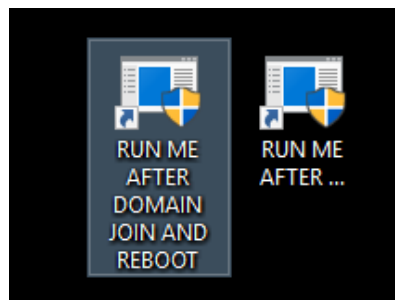 RUN ME
AFTER
DOMAIN
JOIN AND
REBOOT
RUN ME
AFTER ...